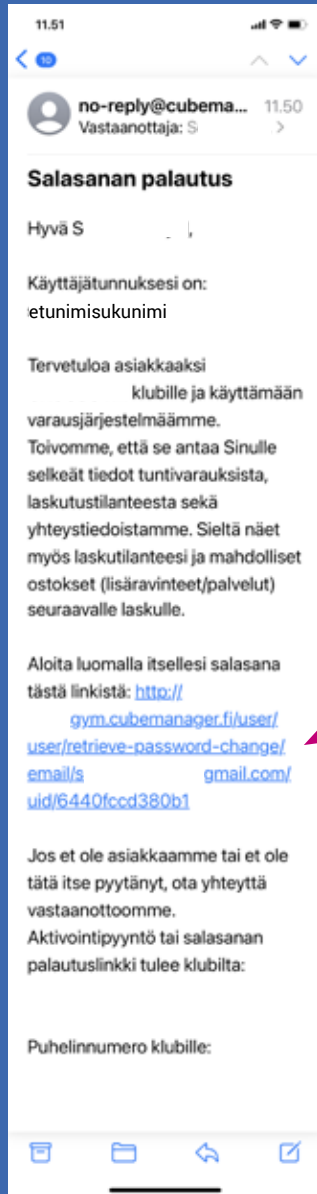 11.51
10
no-reply@cubema... 11.50
Vastaanottaja: S
Salasanan palautus
Hyvä S ,
Käyttäjätunnuksesi on:
etunimisukunimi
Tervetuloa asiakkaaksi
klubille ja käyttämään
varausjärjestelmäämme.
Toivomme, että se antaa Sinulle
selkeät tiedot tuntivarauksista,
laskutustilanteesta sekä
yhteystiedoistamme. Sieltä näet
myös laskutilanteesi ja mahdolliset
ostokset (lisäravinteet/palvelut)
seuraavalle laskulle.
Aloita luomalla itsellesi salasana
tästä linkistä: http://
gym.cubemanager.fi/user/
user/retrieve-password-change/
email/s gmail.com/
uid/6440fccd380b1
Jos et ole asiakkaamme tai et ole
tätä itse pyytänyt, ota yhteyttä
vastaanottoomme.
Aktivointipyyntö tai salasanan
palautuslinkki tulee klubilta:
Puhelinnumero klubille: